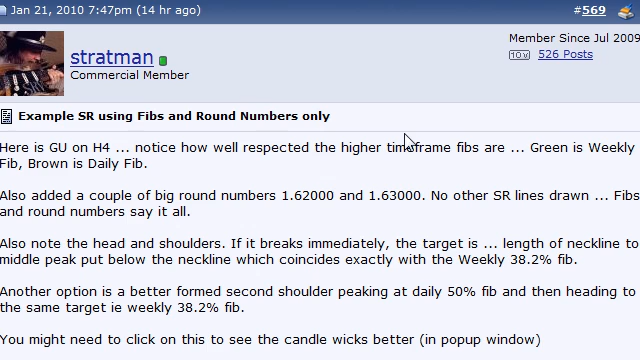 Jan 21, 2010 7:47pm (14 hr ago)
#569
stratman
Commercial Member
Member Since Jul 2009
526 Posts
Example SR using Fibs and Round Numbers only
Here is GU on H4 ... notice how well respected the higher timeframe fibs are ... Green is Weekly
Fib, Brown is Daily Fib.
Also added a couple of big round numbers 1.62000 and 1.63000. No other SR lines drawn ... Fibs
and round numbers say it all.
Also note the head and shoulders. If it breaks immediately, the target is ... length of neckline to
middle peak put below the neckline which coincides exactly with the Weekly 38.2% fib.
Another option is a better formed second shoulder peaking at daily 50% fib and then heading to
the same target ie weekly 38.2% fib.
You might need to click on this to see the candle wicks better (in popup window)